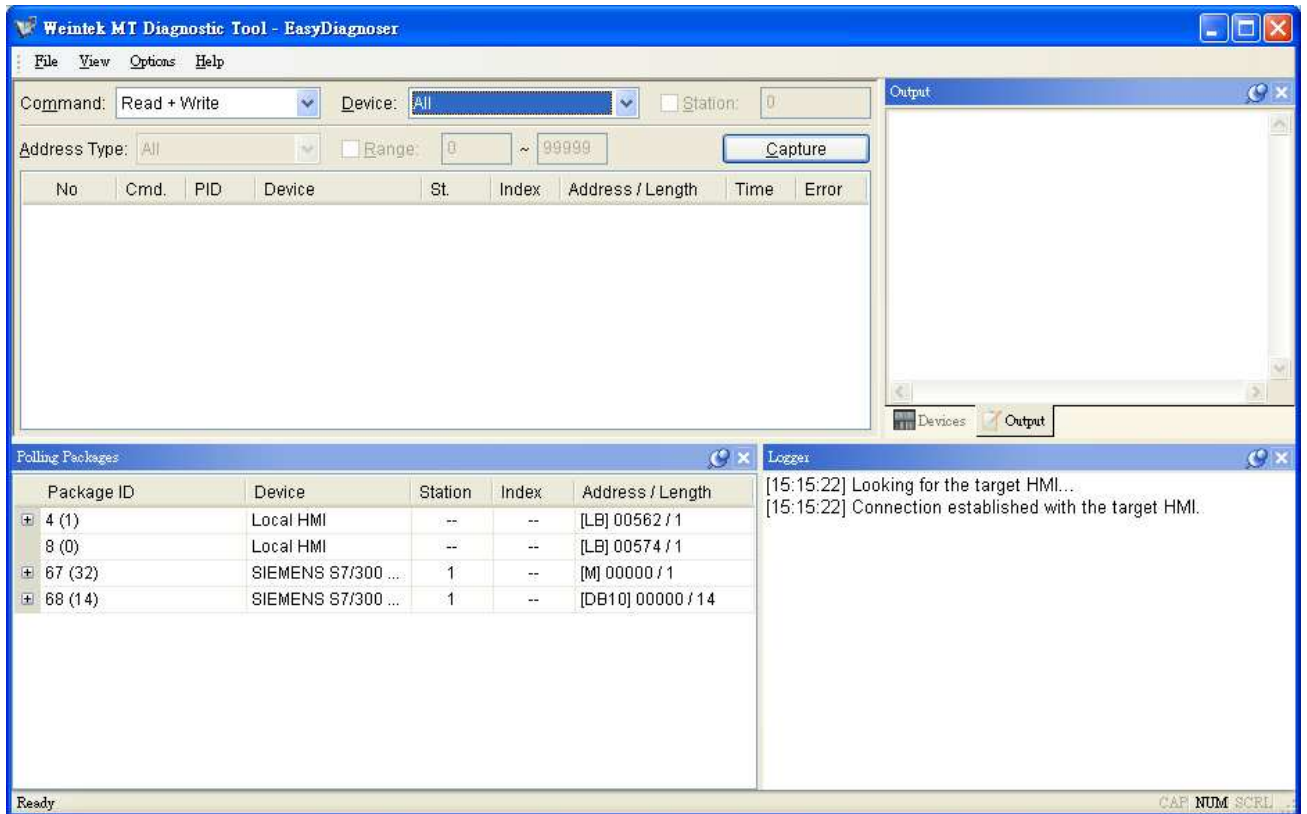 Weintek MT Diagnostic Tool - EasyDiagnoser
File View Options Help
Command: Read + Write Device: All Station: 0
Address Type: All Range: 0 ~ 99999 Capture
No Cmd. PID Device St. Index Address / Length Time Error
Output
Devices Output
Polling Packages
Package ID Device Station Index Address / Length
4 (1) Local HMI -- -- [LB] 00562 / 1
8 (0) Local HMI -- -- [LB] 00574 / 1
67 (32) SIEMENS S7/300 ... 1 -- [M] 00000 / 1
68 (14) SIEMENS S7/300 ... 1 -- [DB10] 00000 / 14
Logger
[15:15:22] Looking for the target HMI...
[15:15:22] Connection established with the target HMI.
Ready CAP NUM SCRL